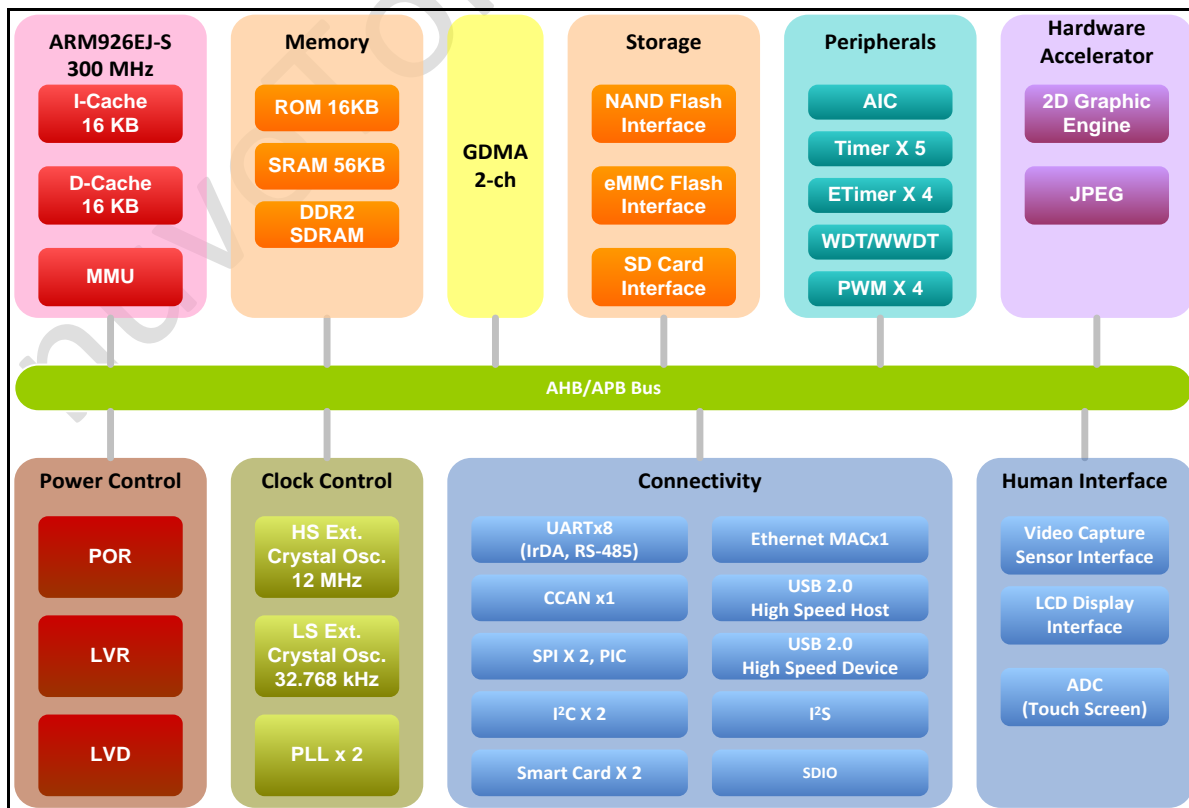 ARM926EJ-S
300 MHz
I-Cache
16 KB
D-Cache
16 KB
MMU
Memory
ROM 16KB
SRAM 56KB
DDR2
SDRAM
GDMA
2-ch
Storage
NAND Flash
Interface
eMMC Flash
Interface
SD Card
Interface
Peripherals
AIC
Timer X 5
ETimer X 4
WDT/WWDT
PWM X 4
Hardware
Accelerator
2D Graphic
Engine
JPEG
AHB/APB Bus
Power Control
POR
LVR
LVD
Clock Control
HS Ext.
Crystal Osc.
12 MHz
LS Ext.
Crystal Osc.
32.768 kHz
PLL x 2
Connectivity
UARTx8
(IrDA, RS-485)
CCAN x1
SPI X 2, PIC
I²C X 2
Smart Card X 2
Ethernet MACx1
USB 2.0
High Speed Host
USB 2.0
High Speed Device
I²S
SDIO
Human Interface
Video Capture
Sensor Interface
LCD Display
Interface
ADC
(Touch Screen)